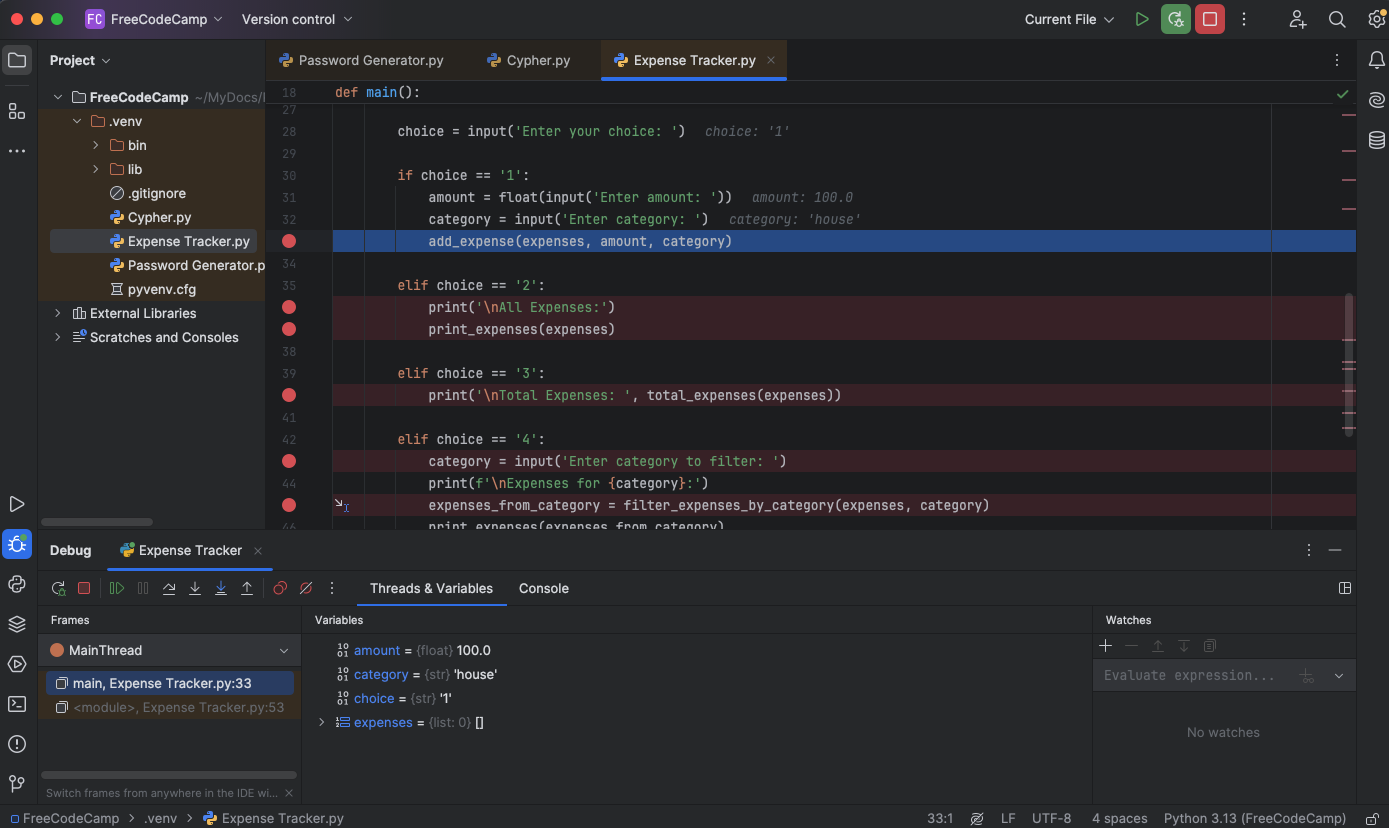 FC FreeCodeCamp Version control Current File
Project
FreeCodeCamp ~/MyDocs/
.venv
bin
lib
.gitignore
Cypher.py
Expense Tracker.py
Password Generator.p
pyvenv.cfg
External Libraries
Scratches and Consoles
Password Generator.py Cypher.py Expense Tracker.py
18 def main():
27
28 choice = input('Enter your choice: ') choice: '1'
29
30 if choice == '1':
31 amount = float(input('Enter amount: ')) amount: 100.0
32 category = input('Enter category: ') category: 'house'
add_expense(expenses, amount, category)
34
35 elif choice == '2':
print('\nAll Expenses:')
print_expenses(expenses)
38
39 elif choice == '3':
print('\nTotal Expenses: ', total_expenses(expenses))
41
42 elif choice == '4':
category = input('Enter category to filter: ')
44 print(f'\nExpenses for {category}:')
expenses_from_category = filter_expenses_by_category(expenses, category)
46 print_expenses(expenses_from_category)
Debug Expense Tracker
Threads & Variables Console
Frames
MainThread
main, Expense Tracker.py:33
<module>, Expense Tracker.py:53
Switch frames from anywhere in the IDE wi...
Variables
amount = {float} 100.0
category = {str} 'house'
choice = {str} '1'
expenses = {list: 0} []
Watches
Evaluate expression...
No watches
FreeCodeCamp .venv Expense Tracker.py 33:1 LF UTF-8 4 spaces Python 3.13 (FreeCodeCamp)